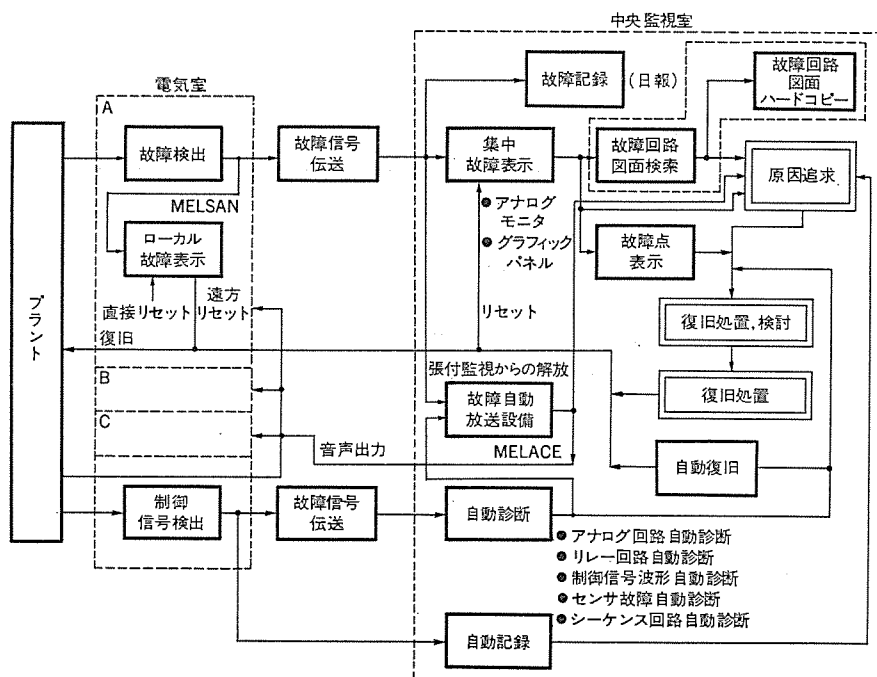 中央監視室
電気室
A
故障検出
故障信号
伝送
故障記録
(日報)
集中
故障表示
故障回路
図面検索
故障回路
図面
ハードコピー
原因追求
MELSAN
ローカル
故障表示
アナログ
モニタ
グラフィック
パネル
故障点
表示
プラント
直接リセット
遠方
リセット
リセット
復旧
復旧処置,検討
復旧処置
B
C
張付監視からの解放
故障自動
放送設備
音声出力
MELACE
自動復旧
制御
信号検出
故障信号
伝送
自動診断
アナログ回路自動診断
リレー回路自動診断
制御信号波形自動診断
センサ故障自動診断
シーケンス回路自動診断
自動記録